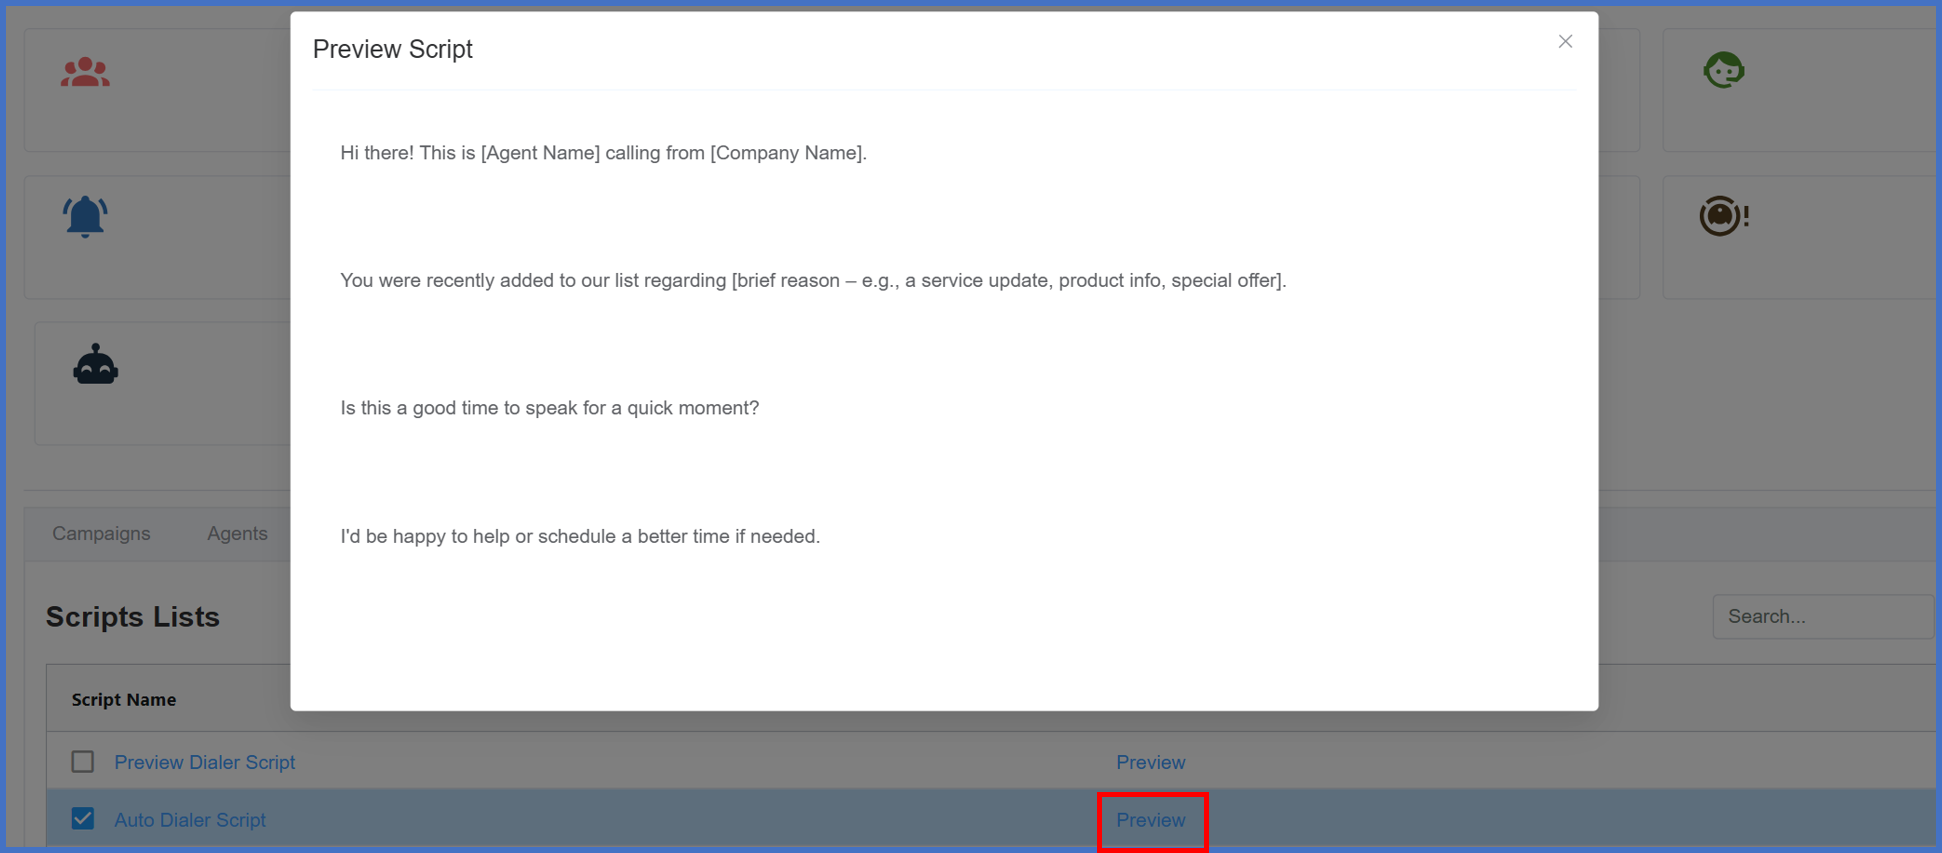 Preview Script
Hi there! This is [Agent Name] calling from [Company Name].
You were recently added to our list regarding [brief reason – e.g., a service update, product info, special offer].
Is this a good time to speak for a quick moment?
I'd be happy to help or schedule a better time if needed.
Campaigns Agents
Scripts Lists
Search...
Script Name
Preview Dialer Script Preview
Auto Dialer Script Preview